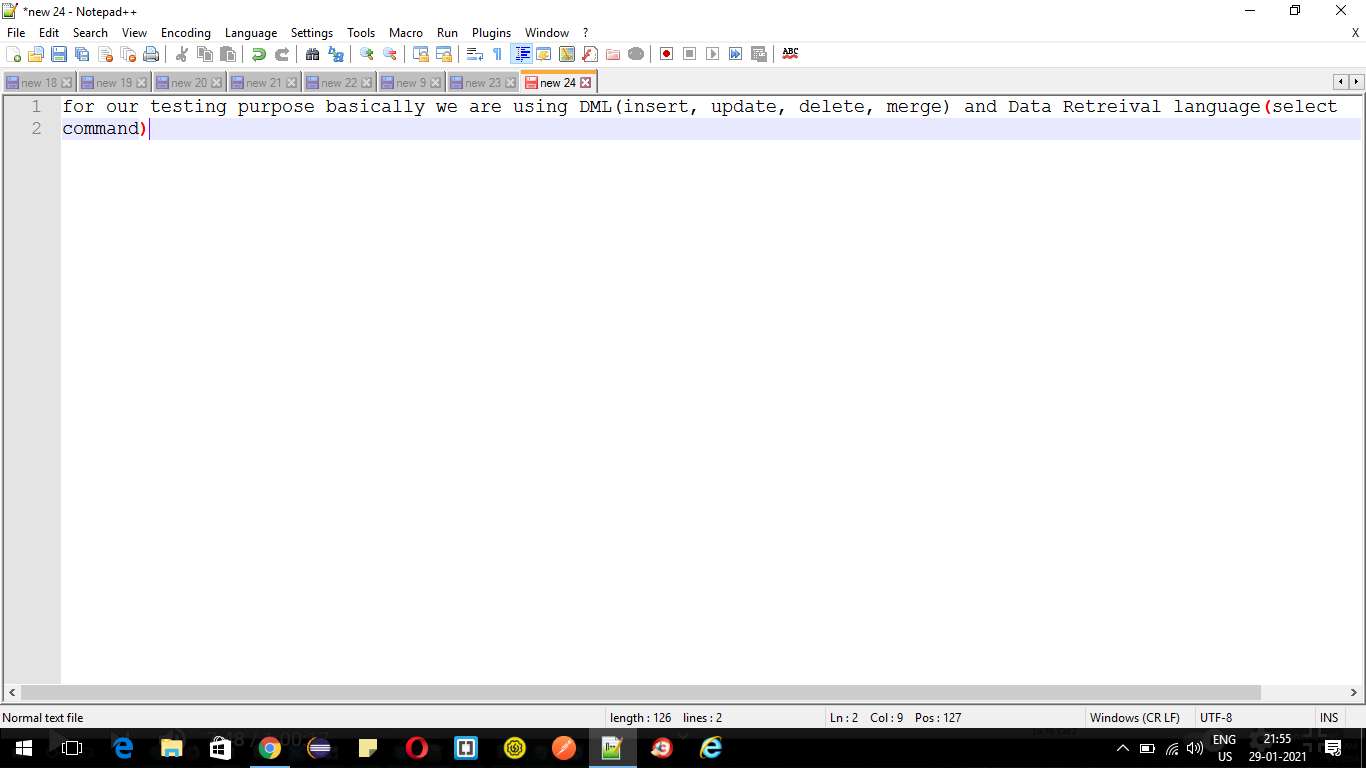 *new 24 - Notepad++
File Edit Search View Encoding Language Settings Tools Macro Run Plugins Window ? X
ABC
new 18 new 19 new 20 new 21 new 22 new 9 new 23 new 24
1 for our testing purpose basically we are using DML(insert, update, delete, merge) and Data Retreival language(select
2 command)
Normal text file length : 126 lines : 2 Ln : 2 Col : 9 Pos : 127 Windows (CR LF) UTF-8 INS
ENG 21:55
US 29-01-2021